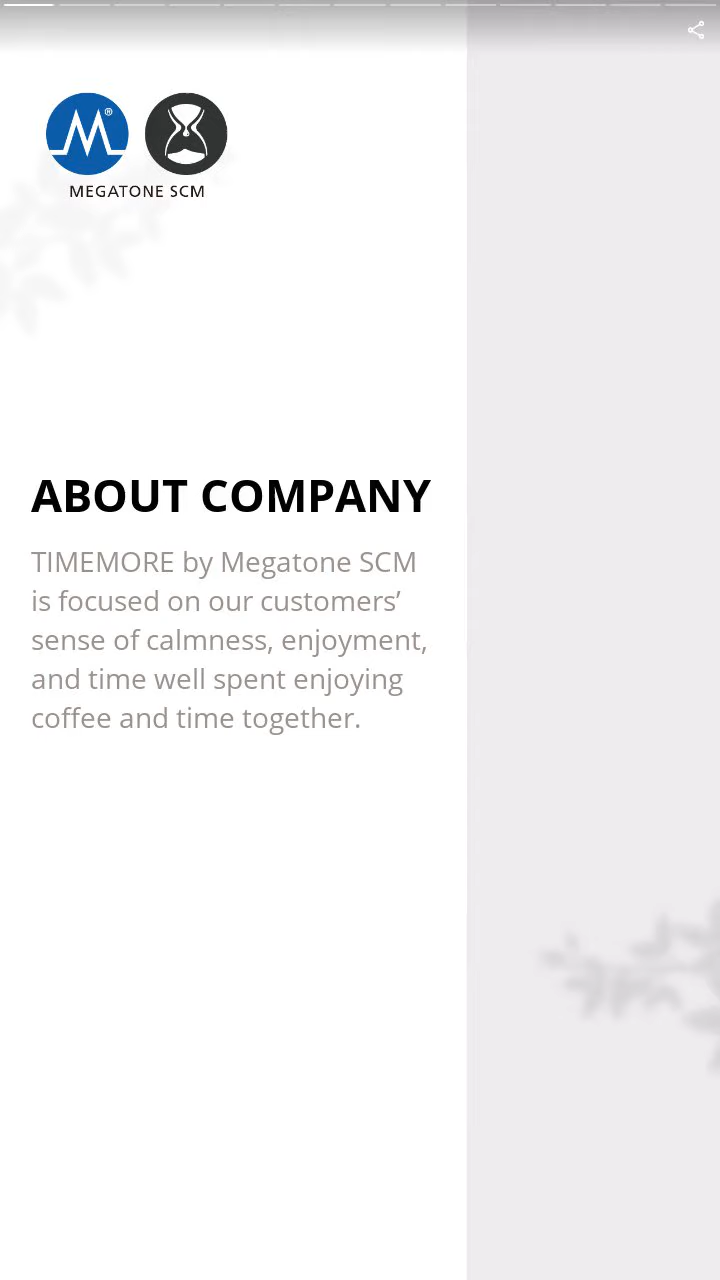 M®
MEGATONE SCM
ABOUT COMPANY
TIMEMORE by Megatone SCM
is focused on our customers’
sense of calmness, enjoyment,
and time well spent enjoying
coffee and time together.